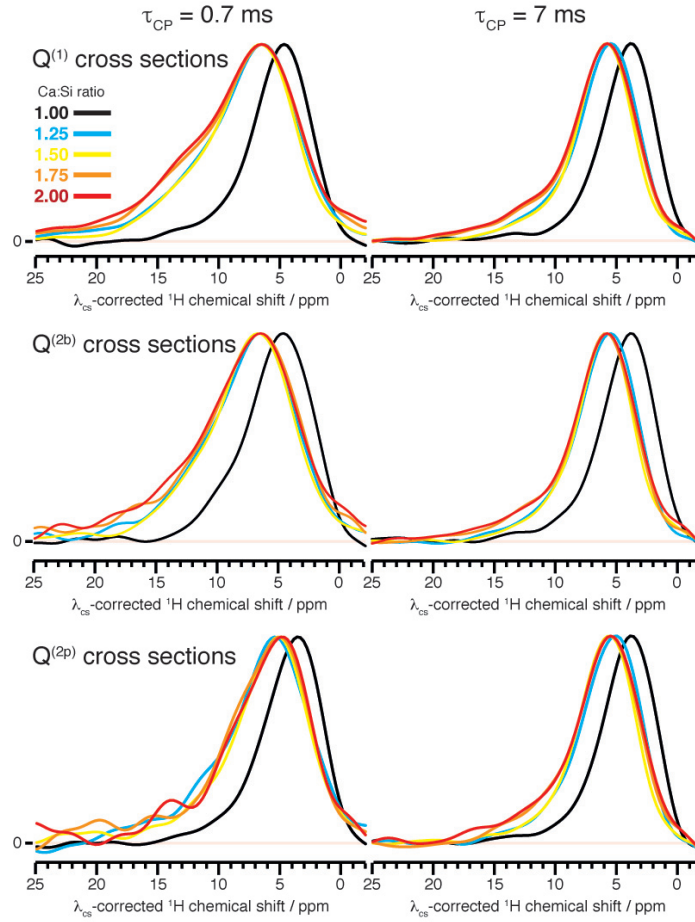 τCP = 0.7 ms τCP = 7 ms
Q(1) cross sections
Ca:Si ratio
1.00
1.25
1.50
1.75
2.00
0
25 20 15 10 5 0 25 20 15 10 5 0
λcs-corrected ¹H chemical shift / ppm λcs-corrected ¹H chemical shift / ppm
Q(2b) cross sections
0
25 20 15 10 5 0 25 20 15 10 5 0
λcs-corrected ¹H chemical shift / ppm λcs-corrected ¹H chemical shift / ppm
Q(2p) cross sections
0
25 20 15 10 5 0 25 20 15 10 5 0
λcs-corrected ¹H chemical shift / ppm λcs-corrected ¹H chemical shift / ppm